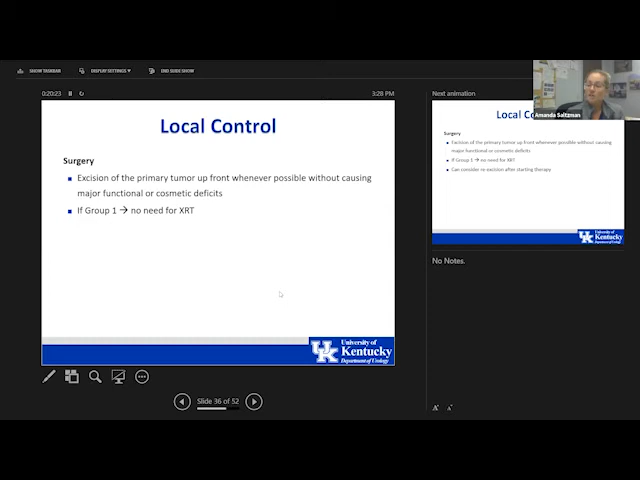 SHOW TASKBAR
DISPLAY SETTINGS ▾
END SLIDE SHOW
0:20:23
3:28 PM
Local Control
Surgery
▪ Excision of the primary tumor up front whenever possible without causing
major functional or cosmetic deficits
▪ If Group 1 → no need for XRT
UK
University of
Kentucky
Department of Urology
Slide 36 of 52
Next animation
Amanda Saltzman
Local Co
Surgery
▪ Excision of the primary tumor up front whenever possible without causing
major functional or cosmetic deficits
▪ If Group 1 → no need for XRT
▪ Can consider re-excision after starting therapy
UK
University of
Kentucky
Department of Urology
No Notes.
A A